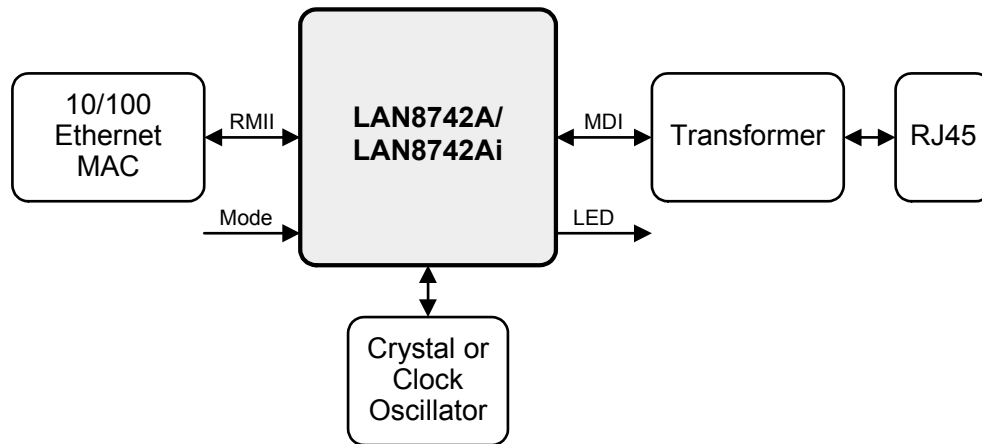 10/100
Ethernet
MAC
RMII
LAN8742A/
LAN8742Ai
MDI
Transformer
RJ45
Mode
LED
Crystal or
Clock
Oscillator